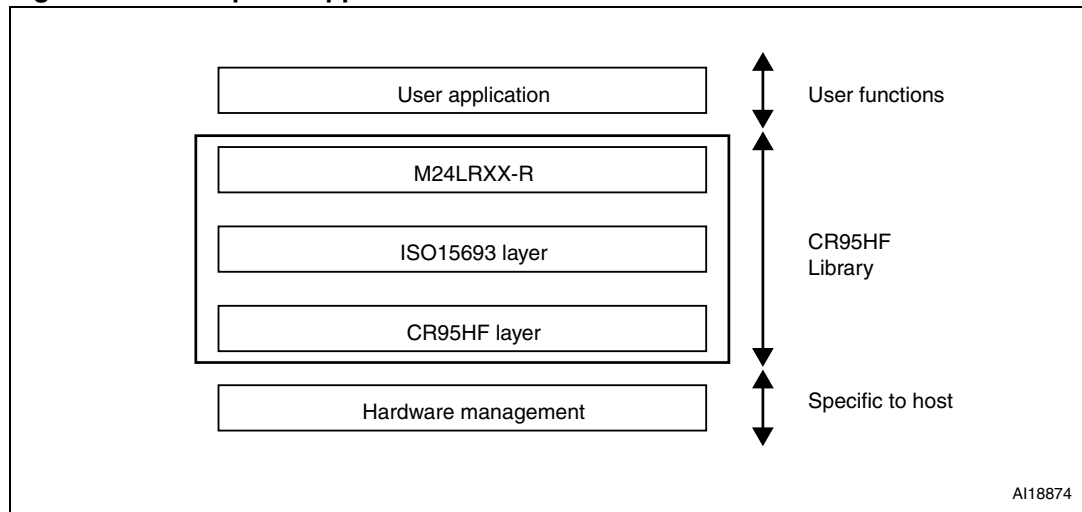 User application
User functions
M24LRXX-R
ISO15693 layer
CR95HF
Library
CR95HF layer
Hardware management
Specific to host
AI18874